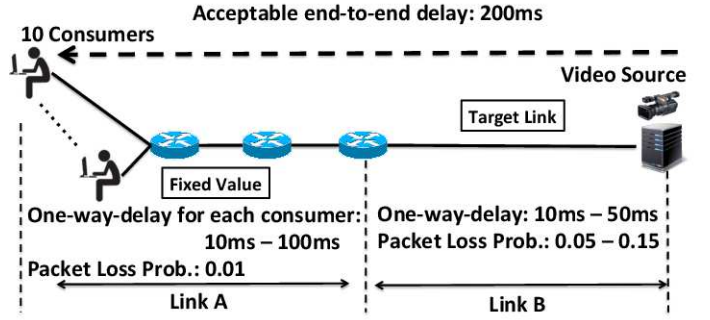 Acceptable end-to-end delay: 200ms
10 Consumers
Video Source
Target Link
Fixed Value
One-way-delay for each consumer:
10ms – 100ms
Packet Loss Prob.: 0.01
One-way-delay: 10ms – 50ms
Packet Loss Prob.: 0.05 – 0.15
Link A
Link B